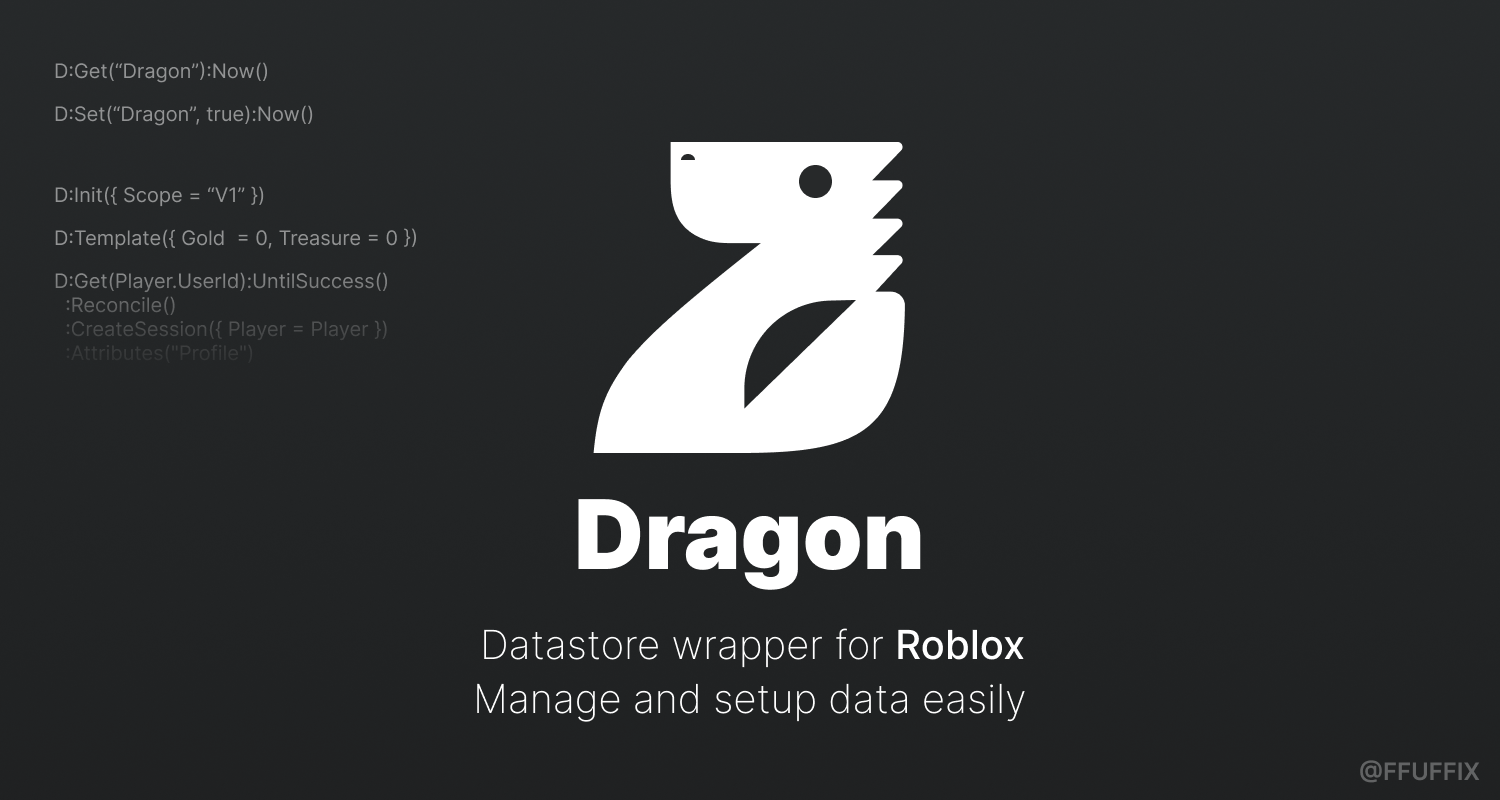 D:Get(“Dragon”):Now()
D:Set(“Dragon”, true):Now()
D:Init({ Scope = “V1” })
D:Template({ Gold  = 0, Treasure = 0 })
D:Get(Player.UserId):UntilSuccess()
:Reconcile()
:CreateSession({ Player = Player })
:Attributes("Profile")
Dragon
Datastore wrapper for Roblox
Manage and setup data easily
@FFUFFIX